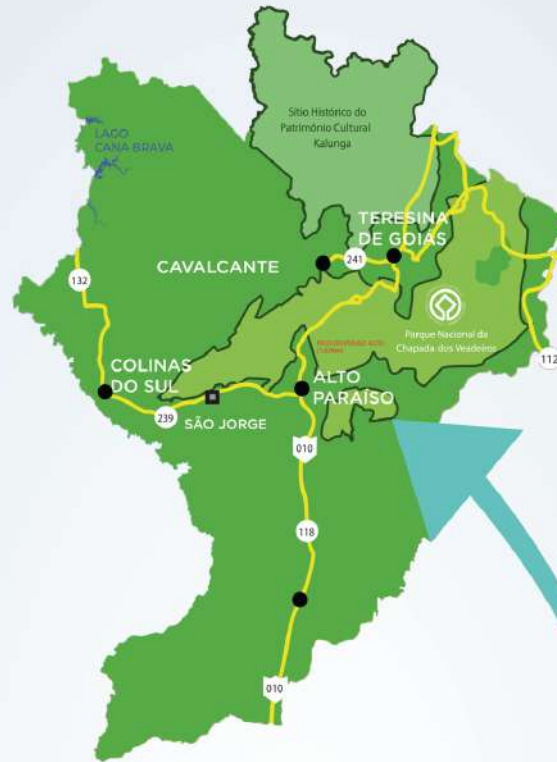 Sítio Histórico do
Patrimônio Cultural
Kalunga
LAGO
CANA BRAVA
TERESINA
DE GOIÁS
CAVALCANTE
241
132
Parque Nacional da
Chapada dos Veadeiros
112
COLINAS
DO SUL
ALTO
PARAÍSO
239
SÃO JORGE
010
118
010